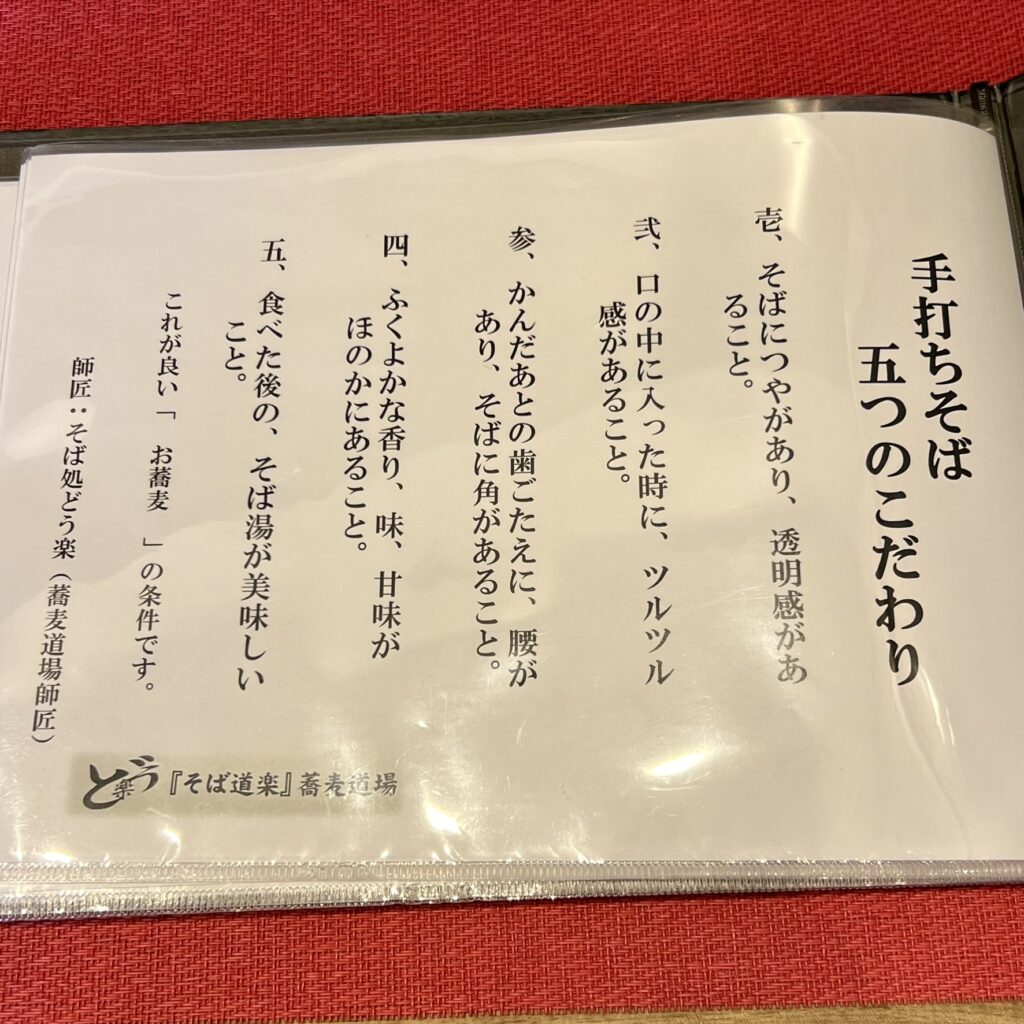 手打ちそば
五つのこだわり
壱、そばにつやがあり、透明感があ
ること。
弐、口の中に入った時に、ツルツル
感があること。
参、かんだあとの歯ごたえに、腰が
あり、そばに角があること。
四、ふくよかな香り、味、甘味が
ほのかにあること。
五、食べた後の、そば湯が美味しい
こと。
これが良い「　お蕎麦　」の条件です。
師匠：そば処どう楽（蕎麦道場師匠）
どう楽『そば道楽』蕎麦道場